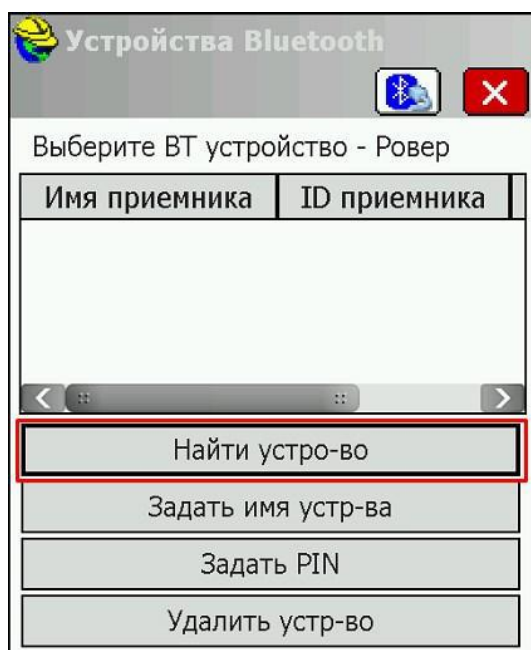 Устройства Bluetooth
Выберите BT устройство - Ровер
Имя приемника ID приемника
Найти устро-во
Задать имя устр-ва
Задать PIN
Удалить устр-во